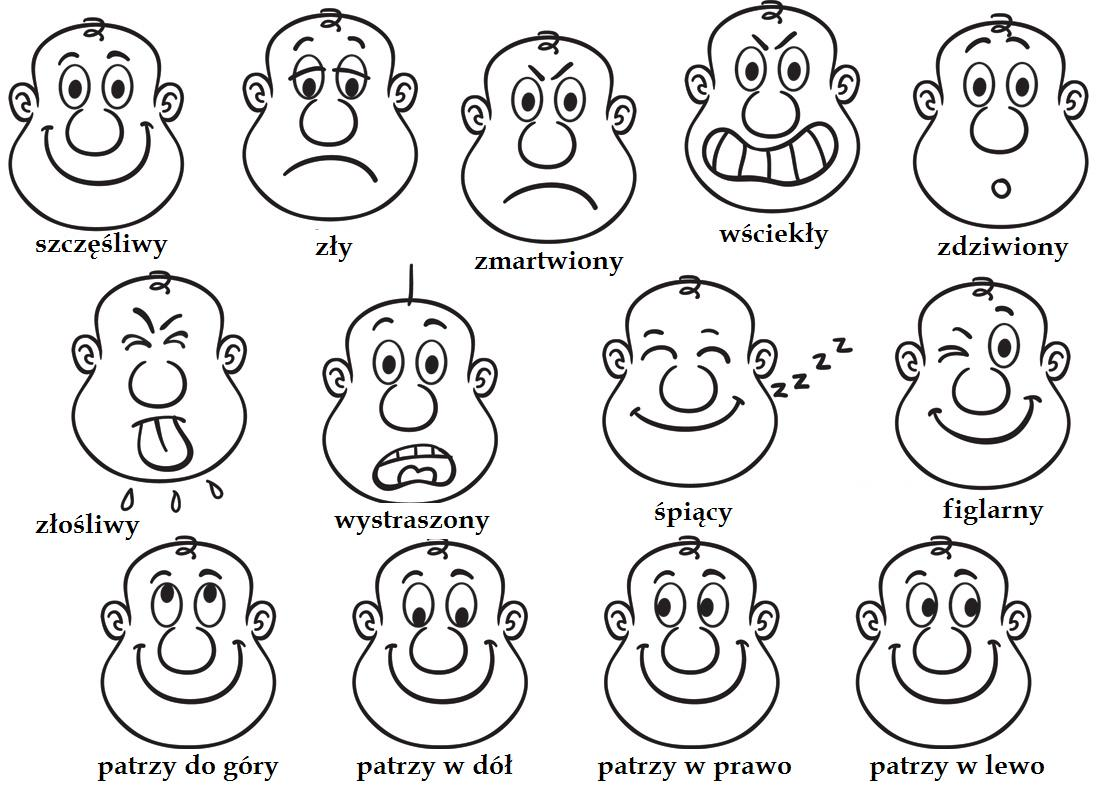 szczęśliwy
zły
zmartwiony
wściekły
zdziwiony
z z z z
złośliwy
wystraszony
śpiący
figlarny
patrzy do góry
patrzy w dół
patrzy w prawo
patrzy w lewo